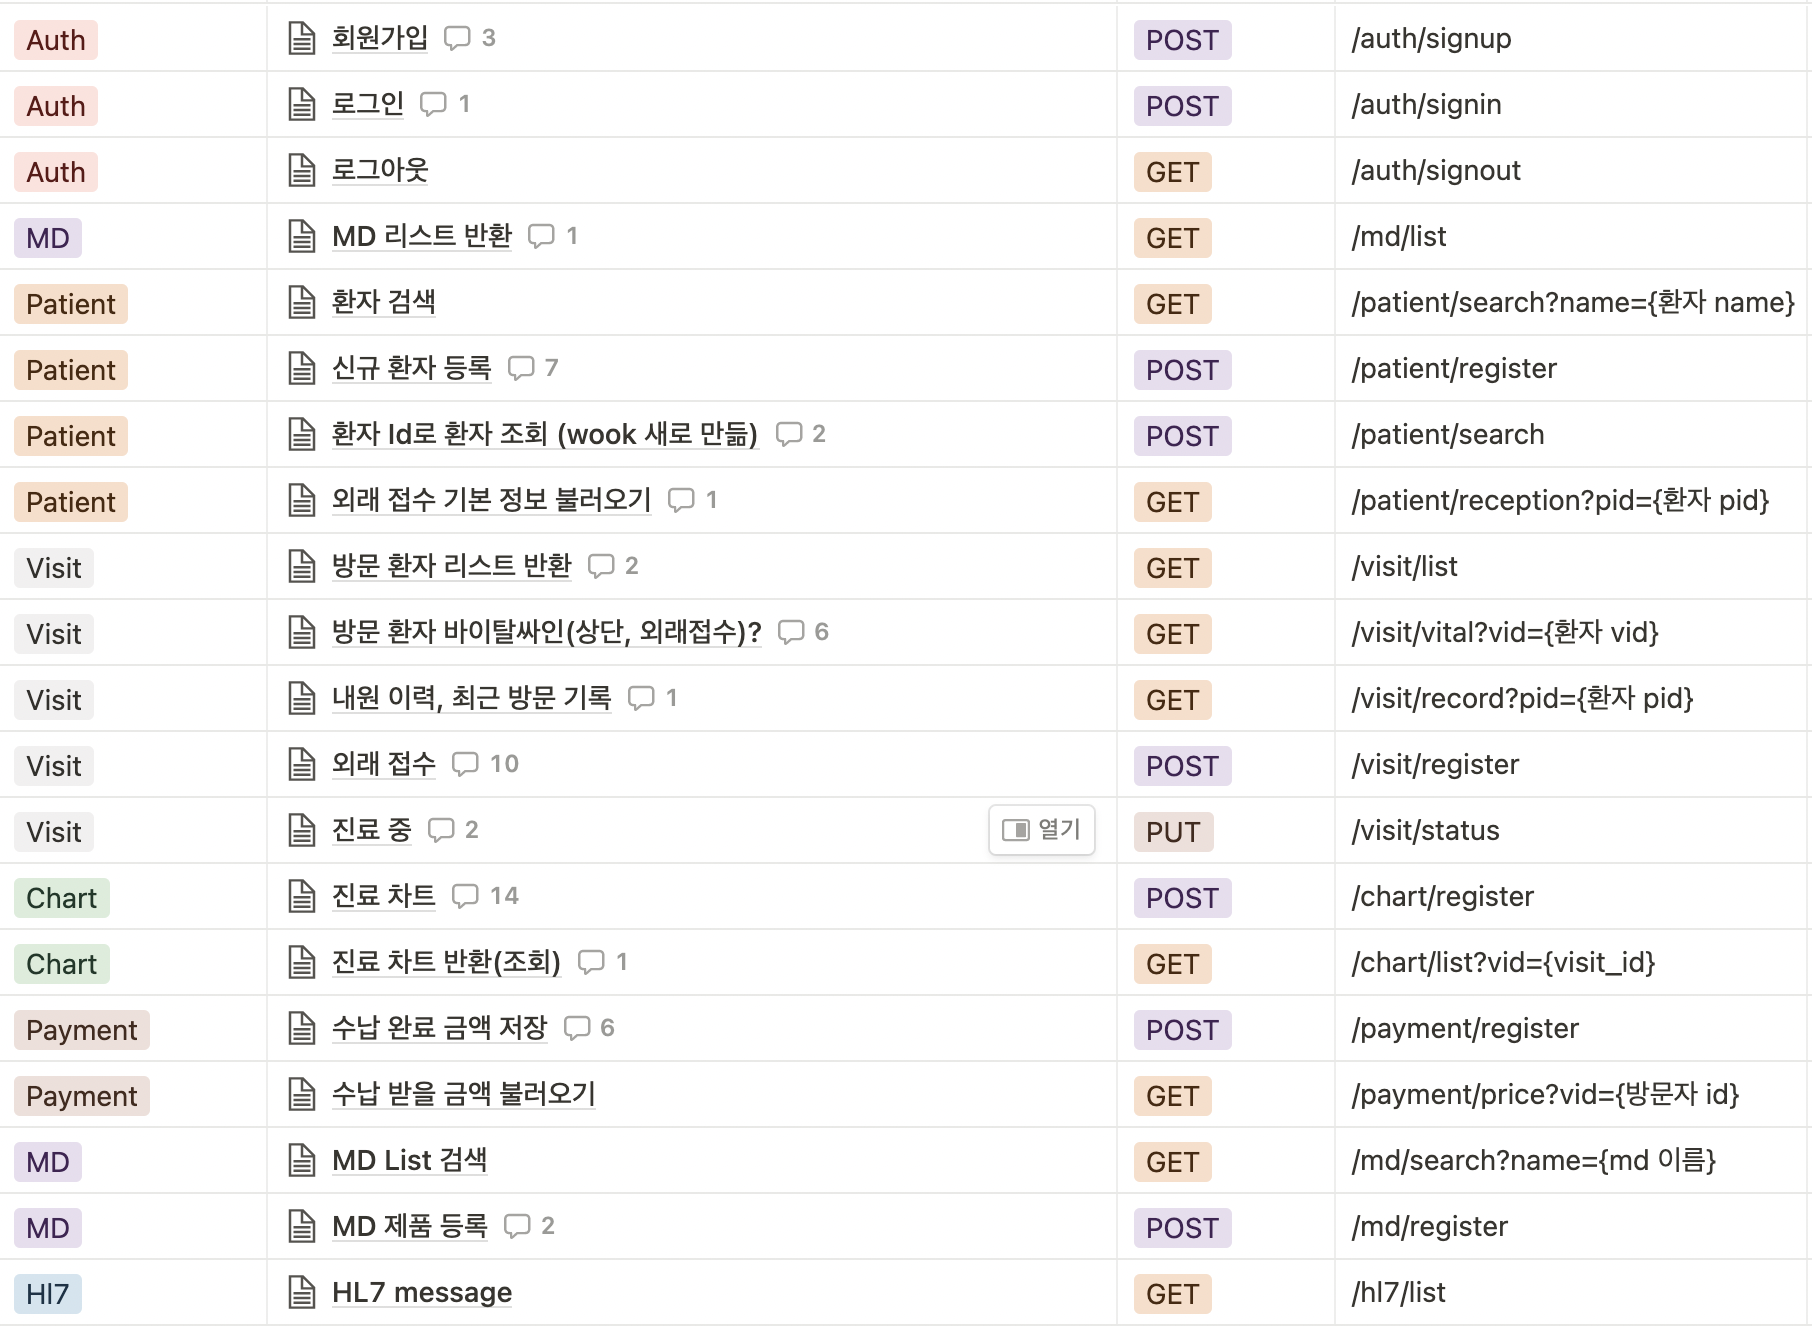 Auth 회원가입 3 POST /auth/signup
Auth 로그인 1 POST /auth/signin
Auth 로그아웃 GET /auth/signout
MD MD 리스트 반환 1 GET /md/list
Patient 환자 검색 GET /patient/search?name={환자 name}
Patient 신규 환자 등록 7 POST /patient/register
Patient 환자 Id로 환자 조회 (wook 새로 만듦) 2 POST /patient/search
Patient 외래 접수 기본 정보 불러오기 1 GET /patient/reception?pid={환자 pid}
Visit 방문 환자 리스트 반환 2 GET /visit/list
Visit 방문 환자 바이탈싸인(상단, 외래접수)? 6 GET /visit/vital?vid={환자 vid}
Visit 내원 이력, 최근 방문 기록 1 GET /visit/record?pid={환자 pid}
Visit 외래 접수 10 POST /visit/register
Visit 진료 중 2 열기 PUT /visit/status
Chart 진료 차트 14 POST /chart/register
Chart 진료 차트 반환(조회) 1 GET /chart/list?vid={visit_id}
Payment 수납 완료 금액 저장 6 POST /payment/register
Payment 수납 받을 금액 불러오기 GET /payment/price?vid={방문자 id}
MD MD List 검색 GET /md/search?name={md 이름}
MD MD 제품 등록 2 POST /md/register
Hl7 HL7 message GET /hl7/list